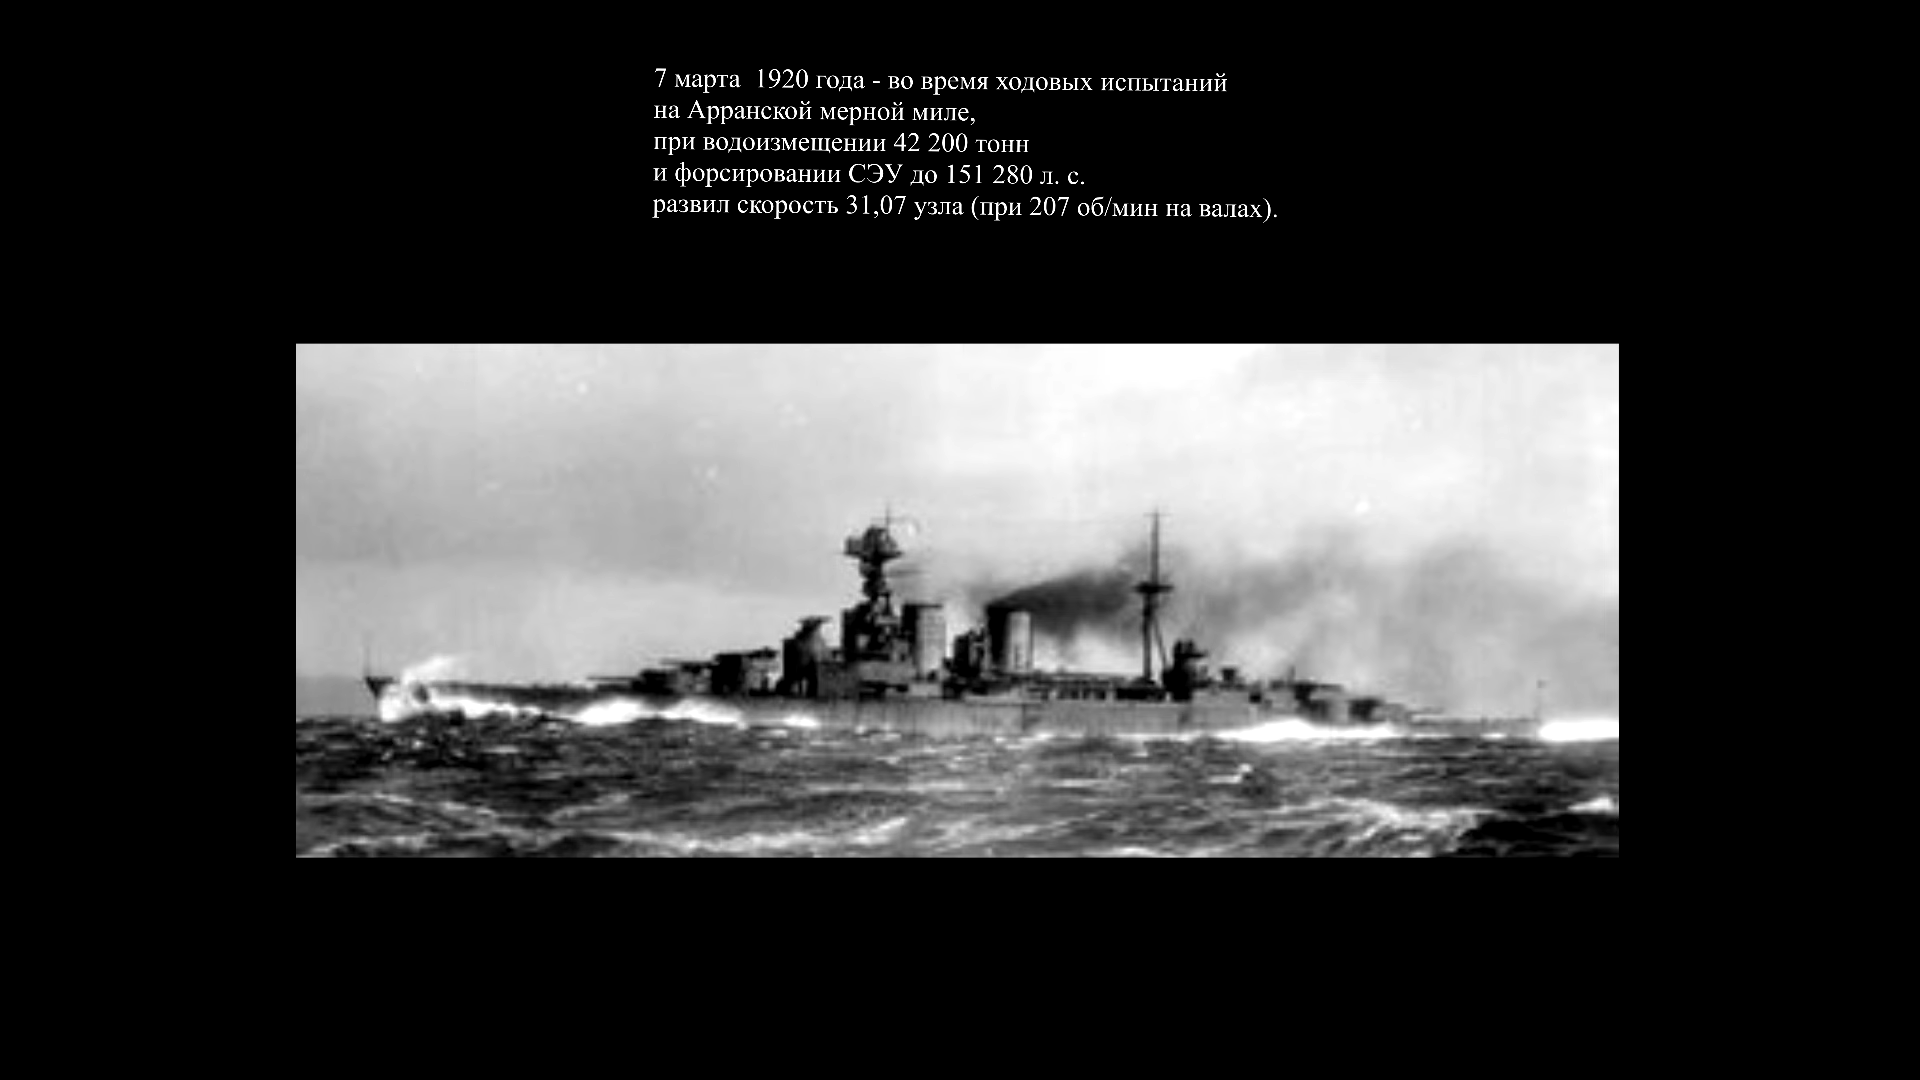 7 марта  1920 года - во время ходовых испытаний
на Арранской мерной миле,
при водоизмещении 42 200 тонн
и форсировании СЭУ до 151 280 л. с.
развил скорость 31,07 узла (при 207 об/мин на валах).